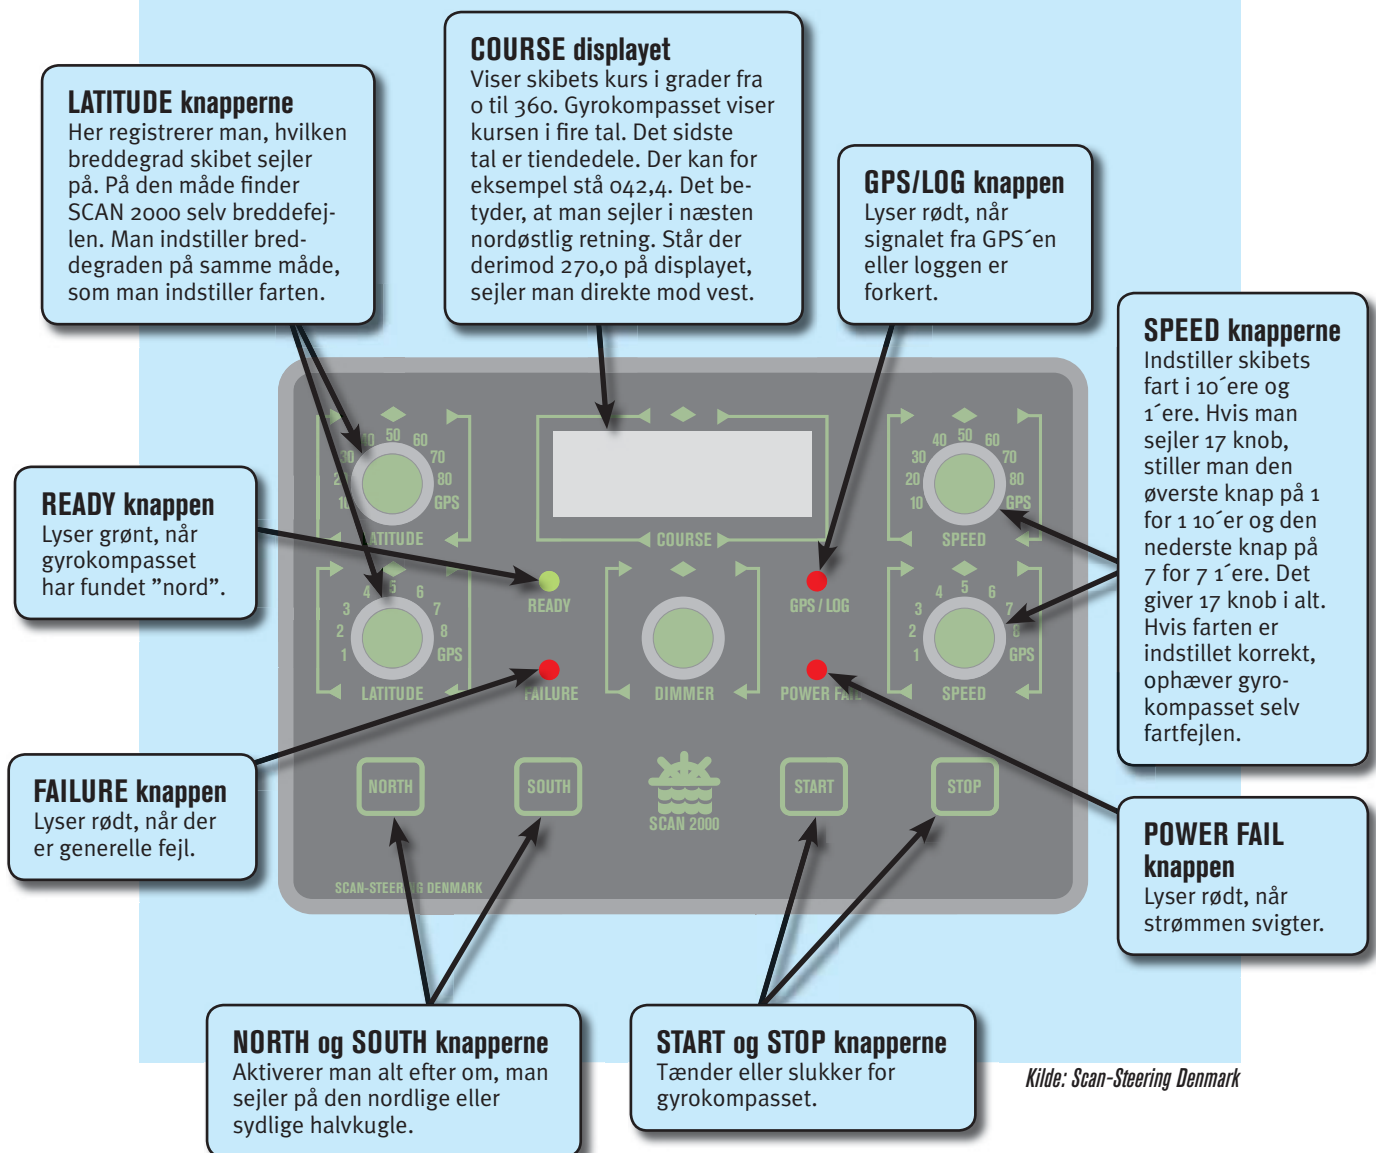 COURSE displayet
Viser skibets kurs i grader fra
0 til 360. Gyrokompasset viser
kursen i fire tal. Det sidste
tal er tiendedele. Der kan for
eksempel stå 042,4. Det be-
tyder, at man sejler i næsten
nordøstlig retning. Står der
derimod 270,0 på displayet,
sejler man direkte mod vest.
LATITUDE knapperne
Her registrerer man, hvilken
breddegrad skibet sejler
på. På den måde finder
SCAN 2000 selv breddefej-
len. Man indstiller bred-
degraden på samme måde,
som man indstiller farten.
GPS/LOG knappen
Lyser rødt, når
signalet fra GPS´en
eller loggen er
forkert.
SPEED knapperne
Indstiller skibets
fart i 10´ere og
1´ere. Hvis man
sejler 17 knob,
stiller man den
øverste knap på 1
for 1 10´er og den
nederste knap på
7 for 7 1´ere. Det
giver 17 knob i alt.
Hvis farten er
indstillet korrekt,
ophæver gyro-
kompasset selv
fartfejlen.
READY knappen
Lyser grønt, når
gyrokompasset
har fundet ”nord”.
50 60 70 80 GPS
COURSE
10 20 30 40 50 60 70 80 GPS
SPEED
1 2 3 4 5 6 7 8 GPS
LATITUDE
READY
FAILURE
DIMMER
GPS / LOG
POWER FAIL
1 2 3 4 5 6 7 8 GPS
SPEED
NORTH
SOUTH
SCAN 2000
START
STOP
SCAN-STEERING DENMARK
FAILURE knappen
Lyser rødt, når der
er generelle fejl.
POWER FAIL
knappen
Lyser rødt, når
strømmen svigter.
NORTH og SOUTH knapperne
Aktiverer man alt efter om, man
sejler på den nordlige eller
sydlige halvkugle.
START og STOP knapperne
Tænder eller slukker for
gyrokompasset.
Kilde: Scan-Steering Denmark